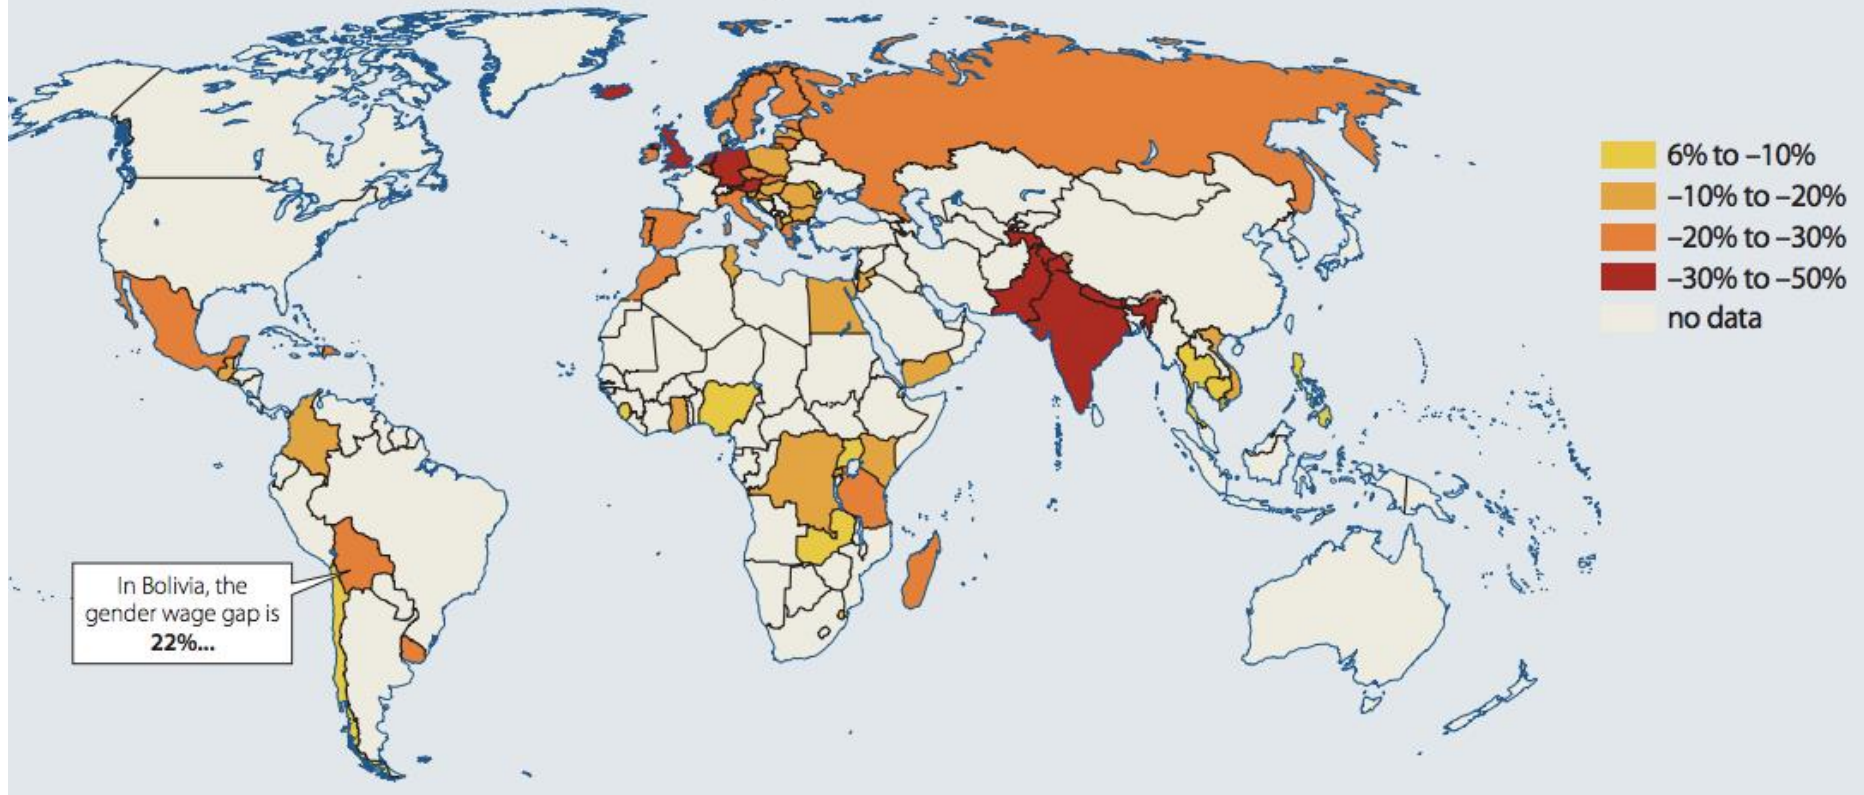 6% to –10%
–10% to –20%
–20% to –30%
–30% to –50%
no data
In Bolivia, the
gender wage gap is
22%...